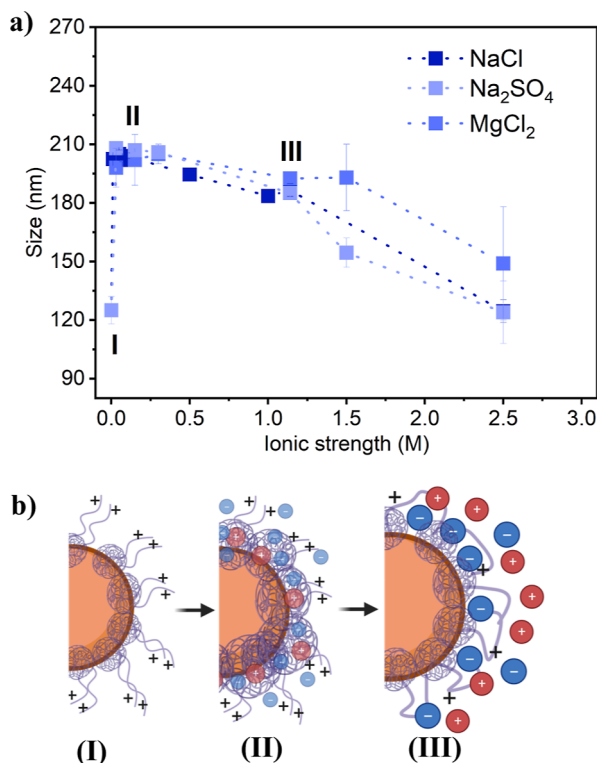 a)
270
240
210
180
150
120
90
Size (nm)
NaCl
Na₂SO₄
MgCl₂
I
II
III
0.0 0.5 1.0 1.5 2.0 2.5 3.0
Ionic strength (M)
b)
(I) (II) (III)